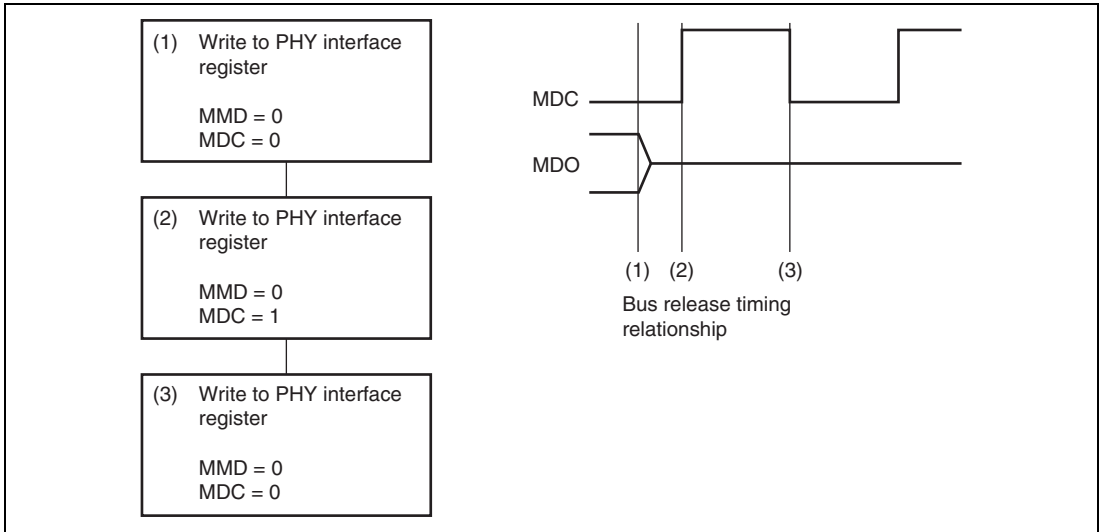 (1) Write to PHY interface
register
MMD = 0
MDC = 0
(2) Write to PHY interface
register
MMD = 0
MDC = 1
(3) Write to PHY interface
register
MMD = 0
MDC = 0
MDC
MDO
(1) (2) (3)
Bus release timing
relationship